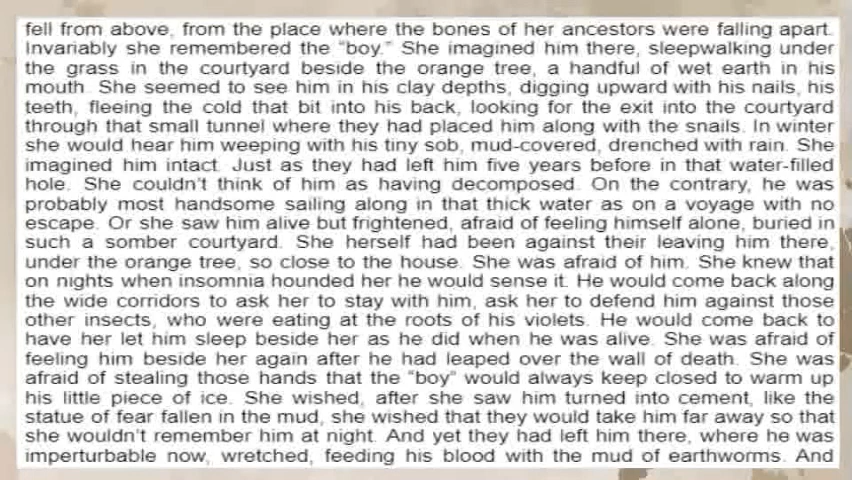 fell from above, from the place where the bones of her ancestors were falling apart.
Invariably she remembered the “boy.” She imagined him there, sleepwalking under
the grass in the courtyard beside the orange tree, a handful of wet earth in his
mouth. She seemed to see him in his clay depths, digging upward with his nails, his
teeth, fleeing the cold that bit into his back, looking for the exit into the courtyard
through that small tunnel where they had placed him along with the snails. In winter
she would hear him weeping with his tiny sob, mud-covered, drenched with rain. She
imagined him intact. Just as they had left him five years before in that water-filled
hole. She couldn't think of him as having decomposed. On the contrary, he was
probably most handsome sailing along in that thick water as on a voyage with no
escape. Or she saw him alive but frightened, afraid of feeling himself alone, buried in
such a somber courtyard. She herself had been against their leaving him there,
under the orange tree, so close to the house. She was afraid of him. She knew that
on nights when insomnia hounded her he would sense it. He would come back along
the wide corridors to ask her to stay with him, ask her to defend him against those
other insects, who were eating at the roots of his violets. He would come back to
have her let him sleep beside her as he did when he was alive. She was afraid of
feeling him beside her again after he had leaped over the wall of death. She was
afraid of stealing those hands that the “boy” would always keep closed to warm up
his little piece of ice. She wished, after she saw him turned into cement, like the
statue of fear fallen in the mud, she wished that they would take him far away so that
she wouldn't remember him at night. And yet they had left him there, where he was
imperturbable now, wretched, feeding his blood with the mud of earthworms. And